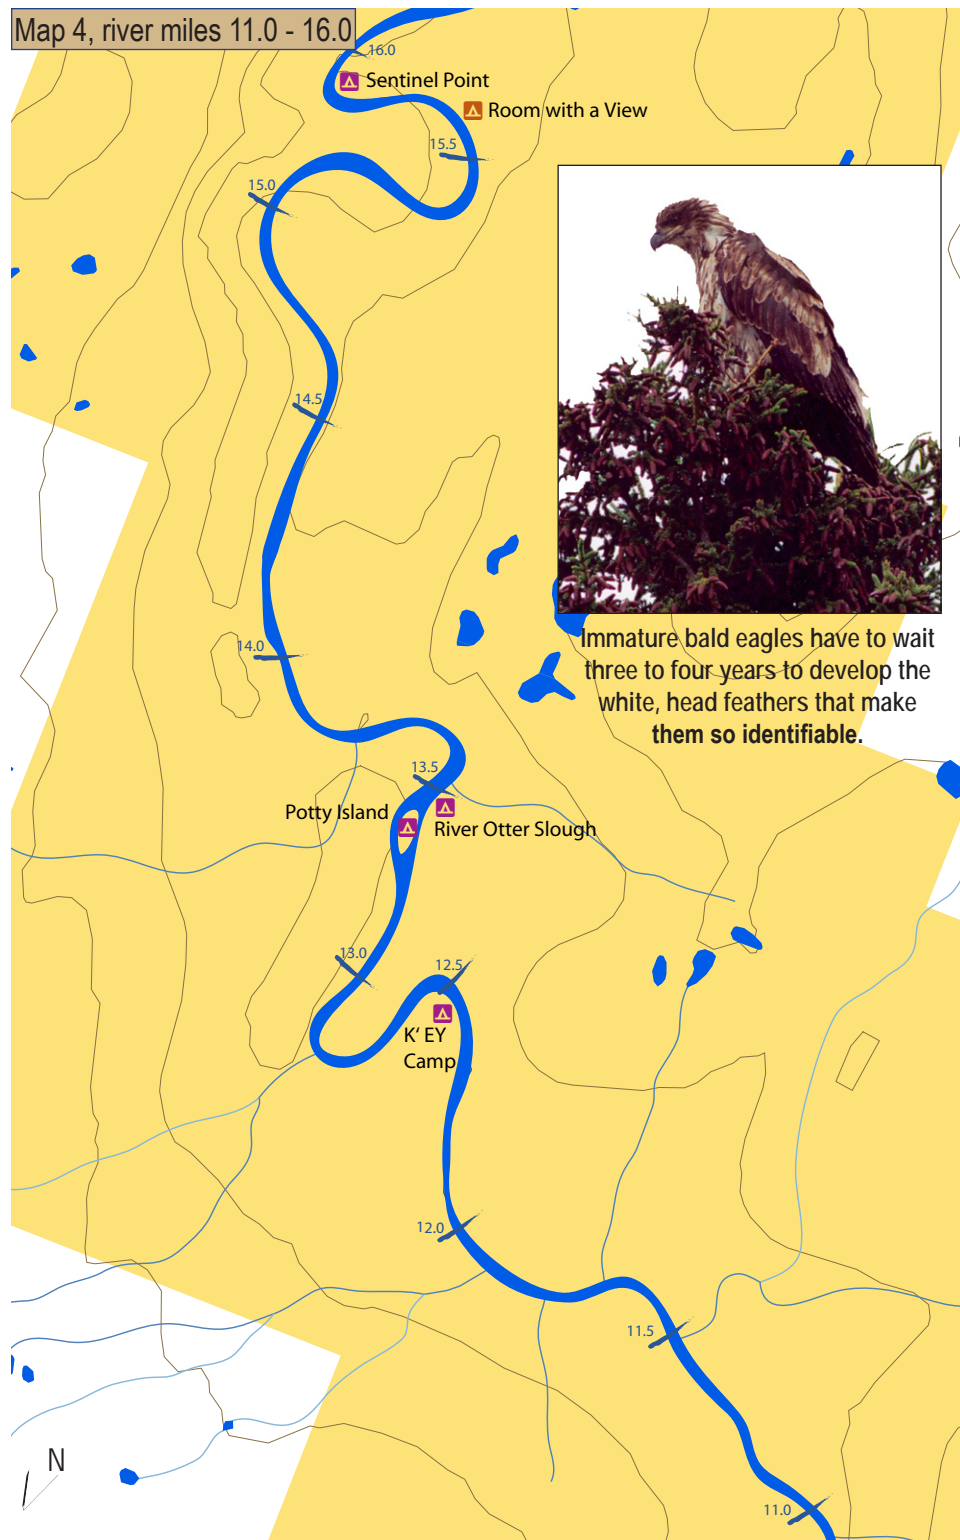 Map 4, river miles 11.0 - 16.0
16.0
Sentinel Point
Room with a View
15.5
15.0
14.5
14.0
Immature bald eagles have to wait
three to four years to develop the
white, head feathers that make
them so identifiable.
13.5
Potty Island
River Otter Slough
13.0
12.5
K' EY
Camp
12.0
11.5
N
11.0